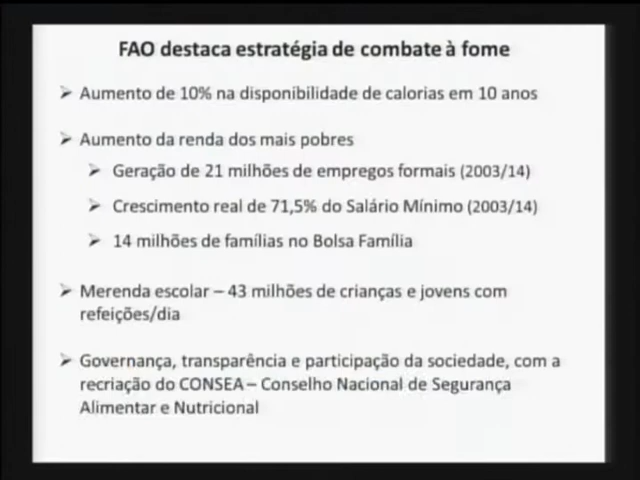 FAO destaca estratégia de combate à fome
➢ Aumento de 10% na disponibilidade de calorias em 10 anos
➢ Aumento da renda dos mais pobres
➢ Geração de 21 milhões de empregos formais (2003/14)
➢ Crescimento real de 71,5% do Salário Mínimo (2003/14)
➢ 14 milhões de famílias no Bolsa Família
➢ Merenda escolar – 43 milhões de crianças e jovens com
refeições/dia
➢ Governança, transparência e participação da sociedade, com a
recriação do CONSEA – Conselho Nacional de Segurança
Alimentar e Nutricional